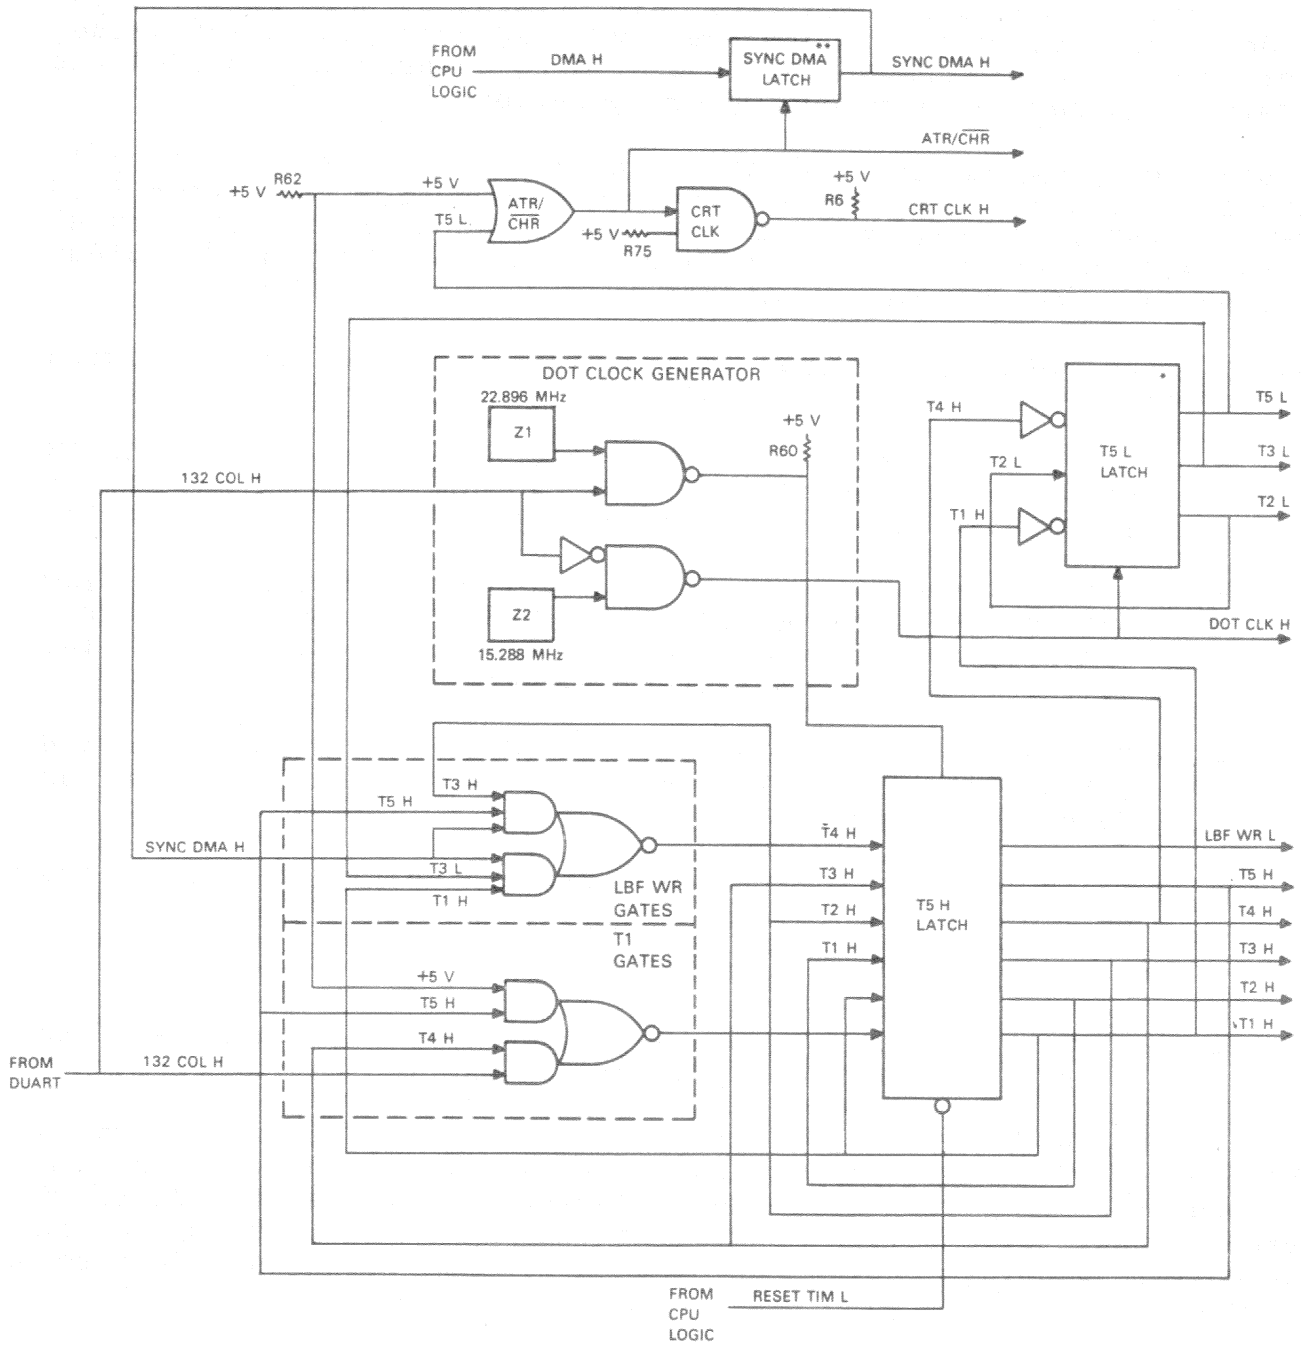 FROM
CPU
LOGIC
DMA H
SYNC DMA
LATCH
SYNC DMA H
ATR/CHR
+5 V
R62
+5 V
T5 L
ATR/
CHR
+5 V
R75
CRT
CLK
+5 V
R6
CRT CLK H
DOT CLOCK GENERATOR
22.896 MHz
Z1
+5 V
R60
132 COL H
Z2
15.288 MHz
T4 H
T2 L
T1 H
T5 L
LATCH
T5 L
T3 L
T2 L
DOT CLK H
T3 H
T5 H
SYNC DMA H
T3 L
T1 H
LBF WR
GATES
T1
GATES
+5 V
T5 H
T4 H
132 COL H
FROM
DUART
T4 H
T3 H
T2 H
T1 H
T5 H
LATCH
LBF WR L
T5 H
T4 H
T3 H
T2 H
T1 H
FROM
CPU
LOGIC
RESET TIM L